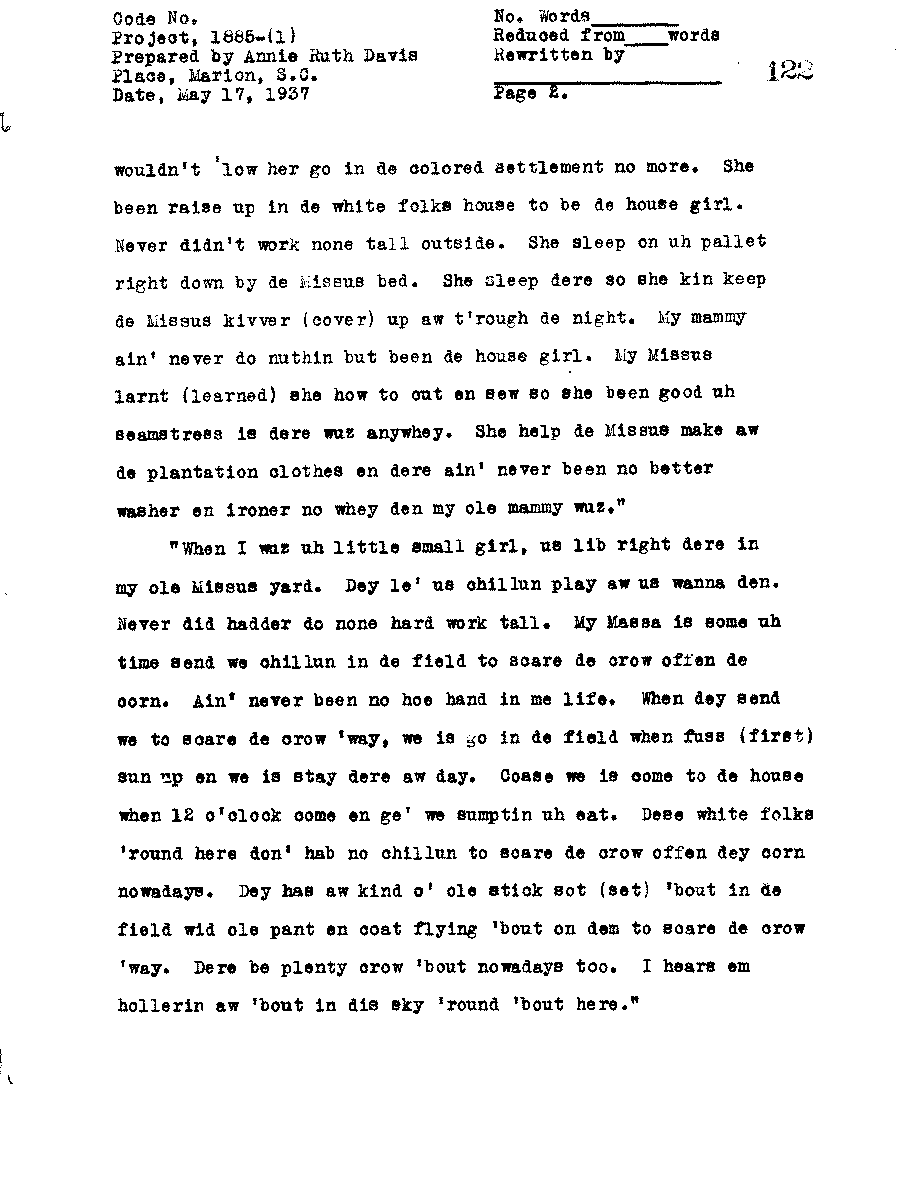 Code No.
Project, 1885-(1)
Prepared by Annie Ruth Davis
Place, Marion, S.C.
Date, May 17, 1937
No. Words
Reduced from words
Rewritten by
Page 2.
122
wouldn't 'low her go in de colored settlement no more. She
been raise up in de white folks house to be de house girl.
Never didn't work none tall outside. She sleep on uh pallet
right down by de Missus bed. She sleep dere so she kin keep
de Missus kivver (cover) up aw t'rough de night. My mammy
ain' never do nuthin but been de house girl. My Missus
larnt (learned) she how to cut en sew so she been good uh
seamstress is dere wuz anywhey. She help de Missus make aw
de plantation clothes en dere ain' never been no better
washer en ironer no whey den my ole mammy wuz."
"When I wuz uh little small girl, us lib right dere in
my ole Missus yard. Dey le' us chillun play aw us wanna den.
Never did hadder do none hard work tall. My Massa is some uh
time send we chillun in de field to scare de crow offen de
corn. Ain' never been no hoe hand in me life. When dey send
we to scare de crow 'way, we is go in de field when fuss (first)
sun up en we is stay dere aw day. Coase we is come to de house
when 12 o'clock come en ge' we sumptin uh eat. Dese white folks
'round here don' hab no chillun to scare de crow offen dey corn
nowadays. Dey has aw kind o' ole stick sot (set) 'bout in de
field wid ole pant en coat flying 'bout on dem to scare de crow
'way. Dere be plenty crow 'bout nowadays too. I hears em
hollerin aw 'bout in dis sky 'round 'bout here."